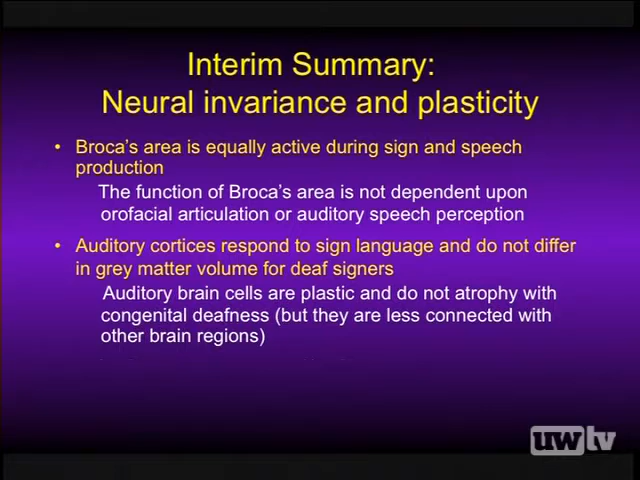 Interim Summary:
Neural invariance and plasticity
• Broca's area is equally active during sign and speech
production
The function of Broca's area is not dependent upon
orofacial articulation or auditory speech perception
• Auditory cortices respond to sign language and do not differ
in grey matter volume for deaf signers
Auditory brain cells are plastic and do not atrophy with
congenital deafness (but they are less connected with
other brain regions)
uwtv